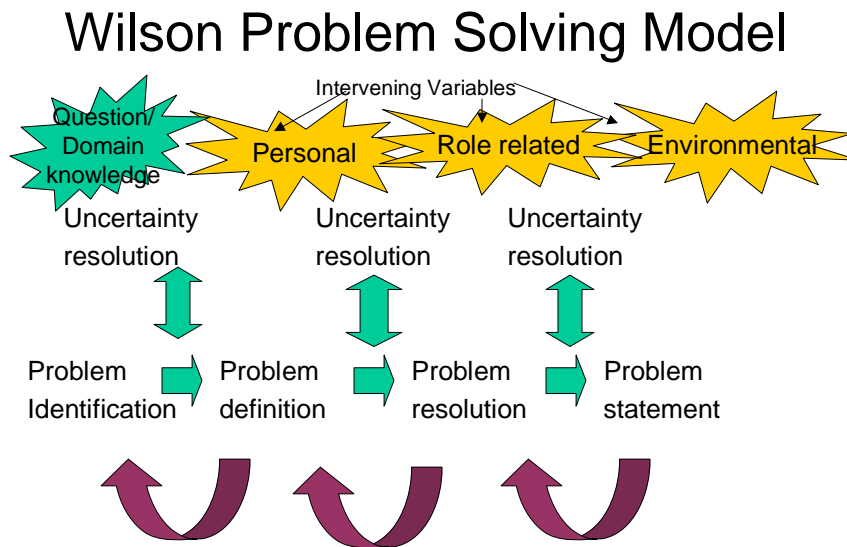 Wilson Problem Solving Model
Intervening Variables
Question/
Domain
knowledge
Personal
Role related
Environmental
Uncertainty
resolution
Uncertainty
resolution
Uncertainty
resolution
Problem
Identification
Problem
definition
Problem
resolution
Problem
statement